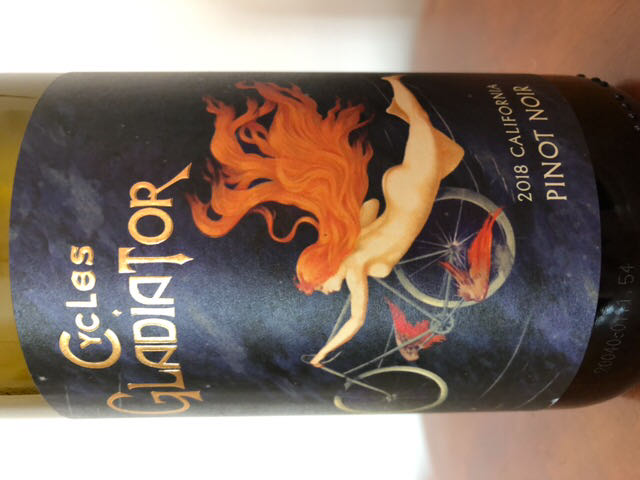 Cycles
GLADIATOR
2018 CALIFORNIA
PINOT NOIR